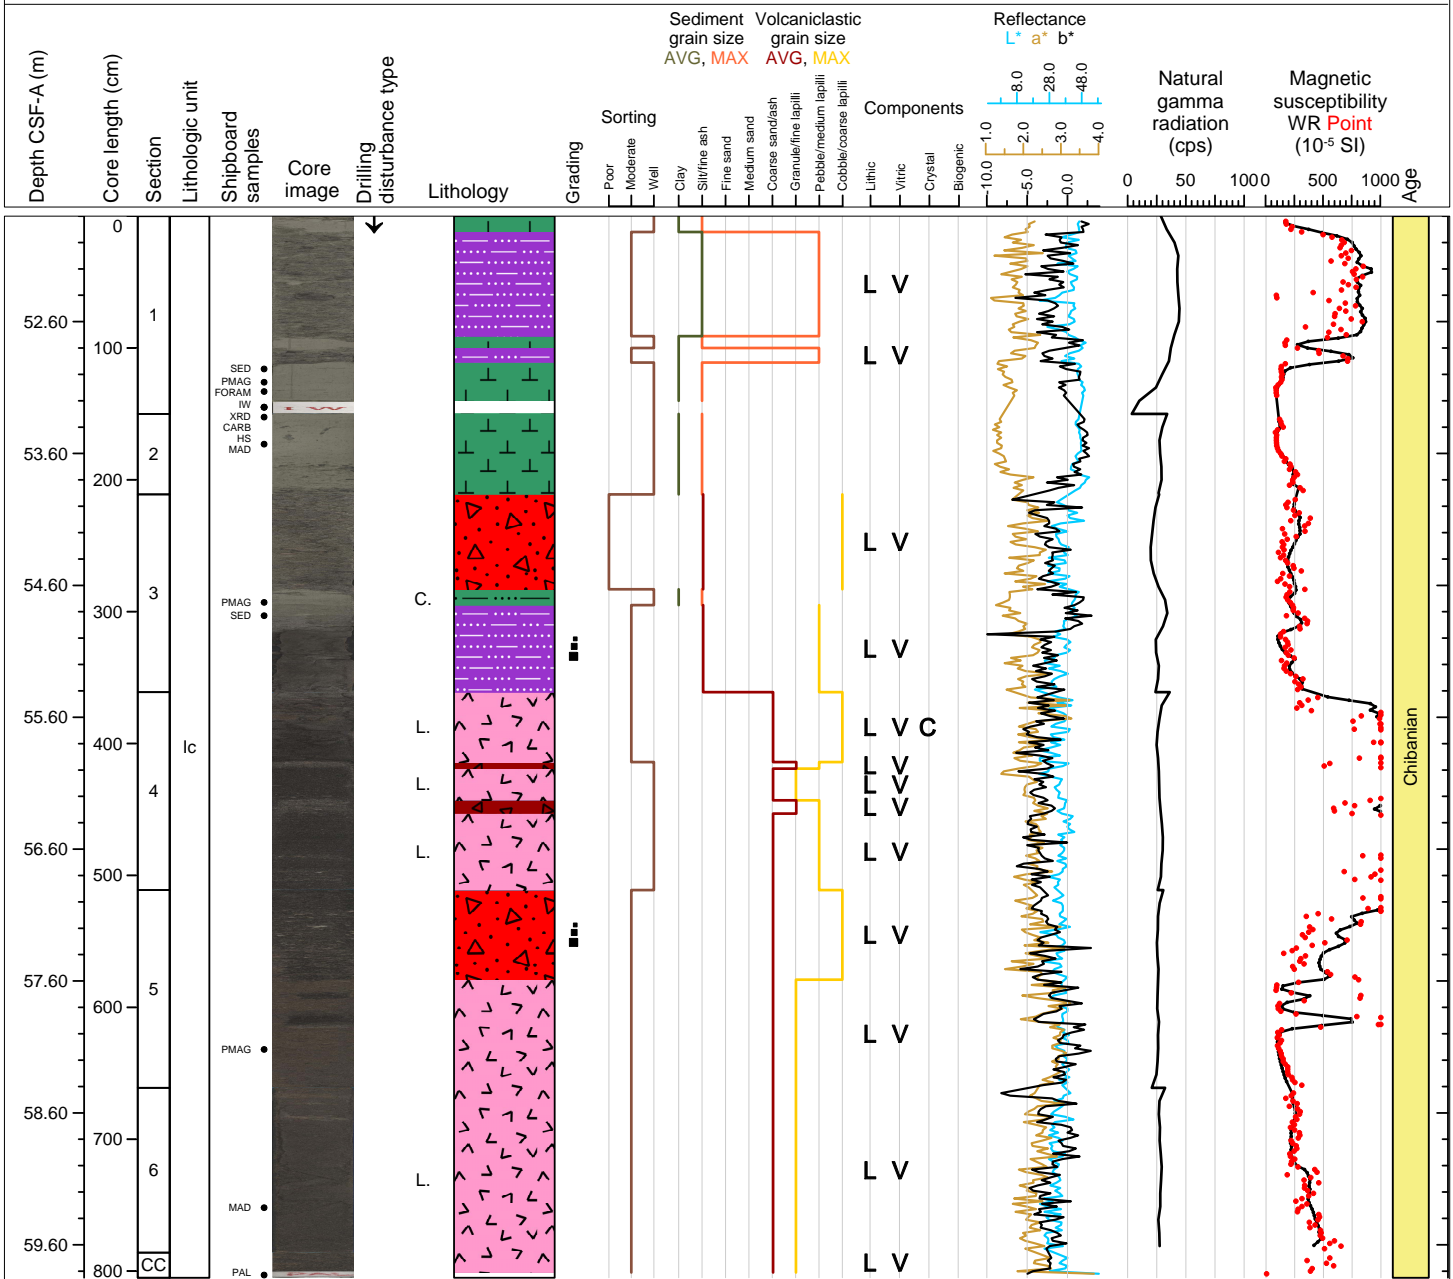 Depth CSF-A (m)
Core length (cm)
Section
Lithologic unit
Shipboard samples
Core image
Drilling disturbance type
Lithology
Grading
Sorting
Poor
Moderate
Well
Sediment grain size
AVG, MAX
Volcaniclastic grain size
AVG, MAX
Clay
Silt/fine ash
Fine sand
Medium sand
Coarse sand/ash
Granule/fine lapilli
Pebble/medium lapilli
Cobble/coarse lapilli
Components
Lithic
Vitric
Crystal
Biogenic
Reflectance
L* a* b*
8.0 28.0 48.0
1.0 2.0 3.0 4.0
-10.0 -5.0 0.0
Natural gamma radiation (cps)
0 50 100
Magnetic susceptibility
WR Point
(10-5 SI)
0 500 1000
Age
0
52.60
100
53.60
200
54.60
300
55.60
400
56.60
500
57.60
600
58.60
700
59.60
800
1
2
3
4
5
6
CC
Ic
SED
PMAG
FORAM
IW
XRD
CARB
HS
MAD
PMAG
SED
PMAG
MAD
PAL
I W
C.
L.
L.
L.
L.
L V
L V
L V
L V
L V C
L V
L V
L V
L V
L V
L V
L V
L V
Chibanian